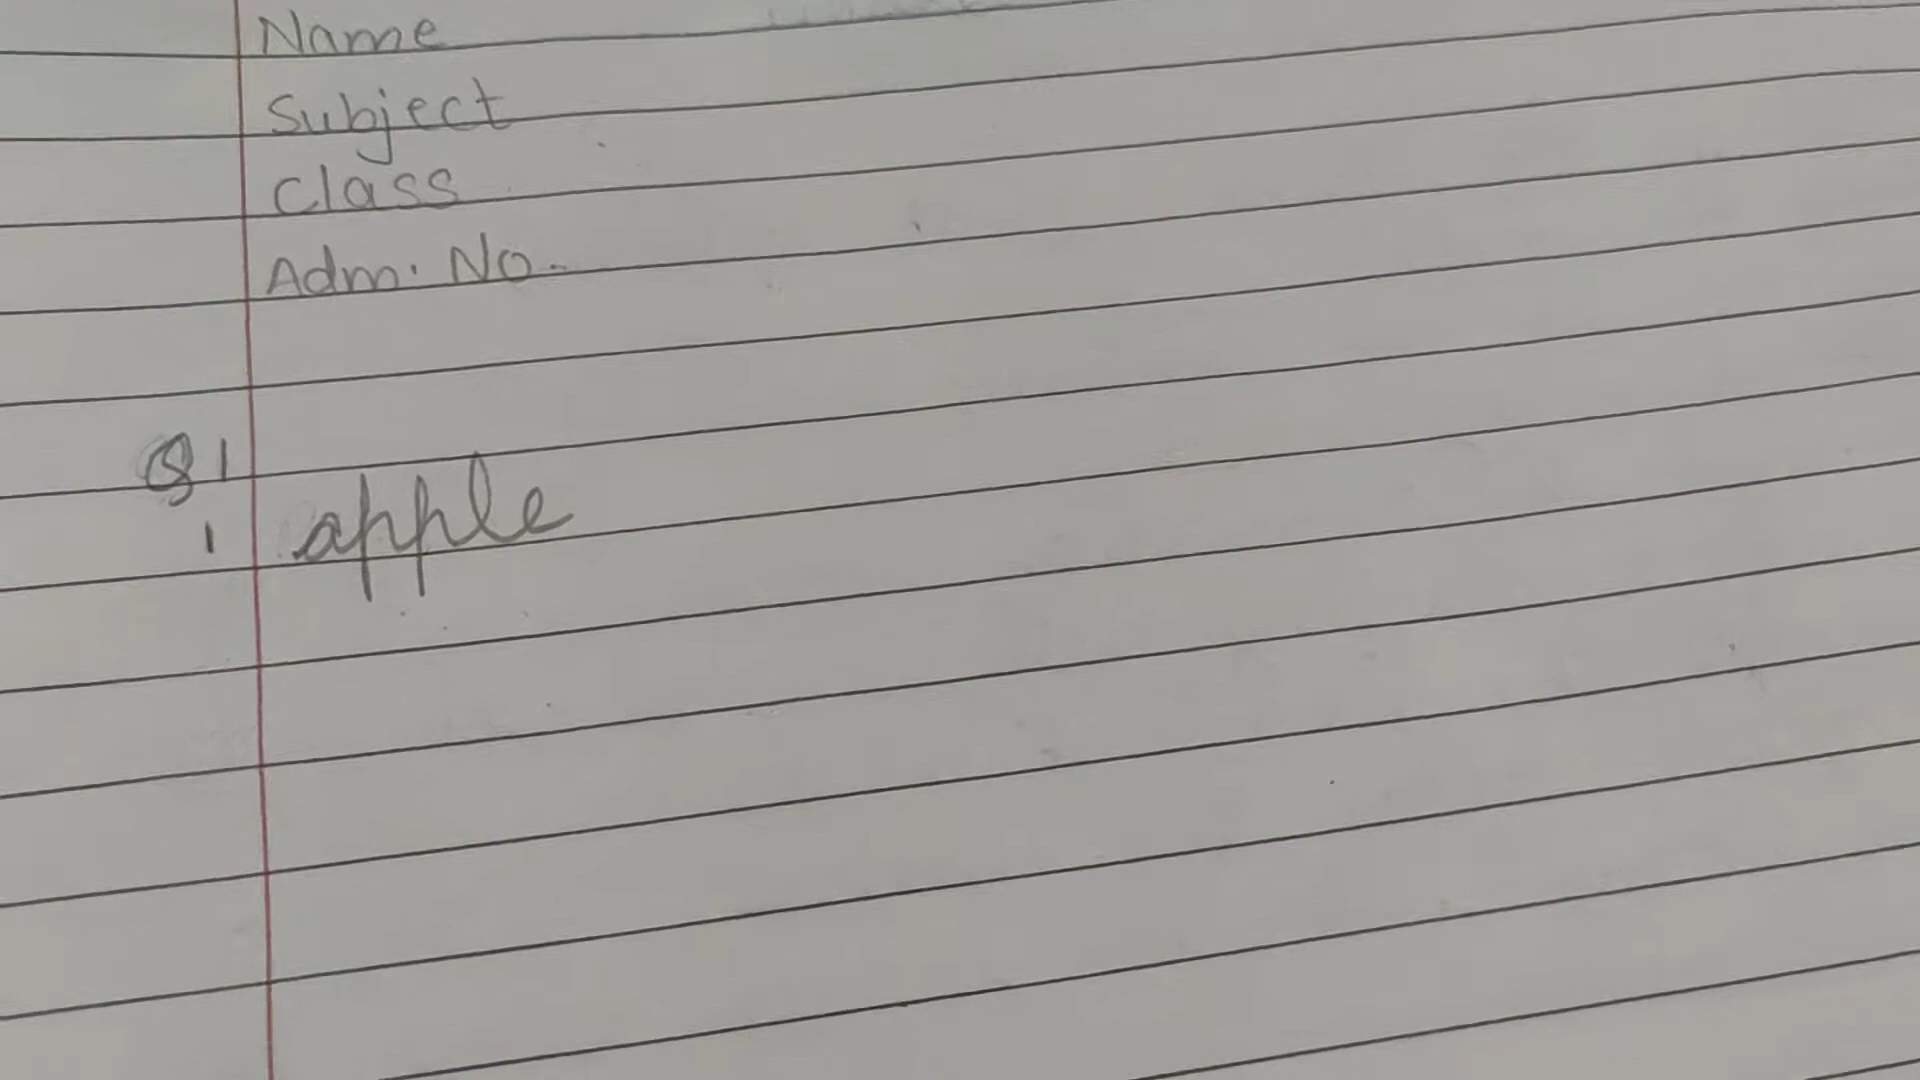 Name
Subject
Class
Adm. No.
Q1
1 apple